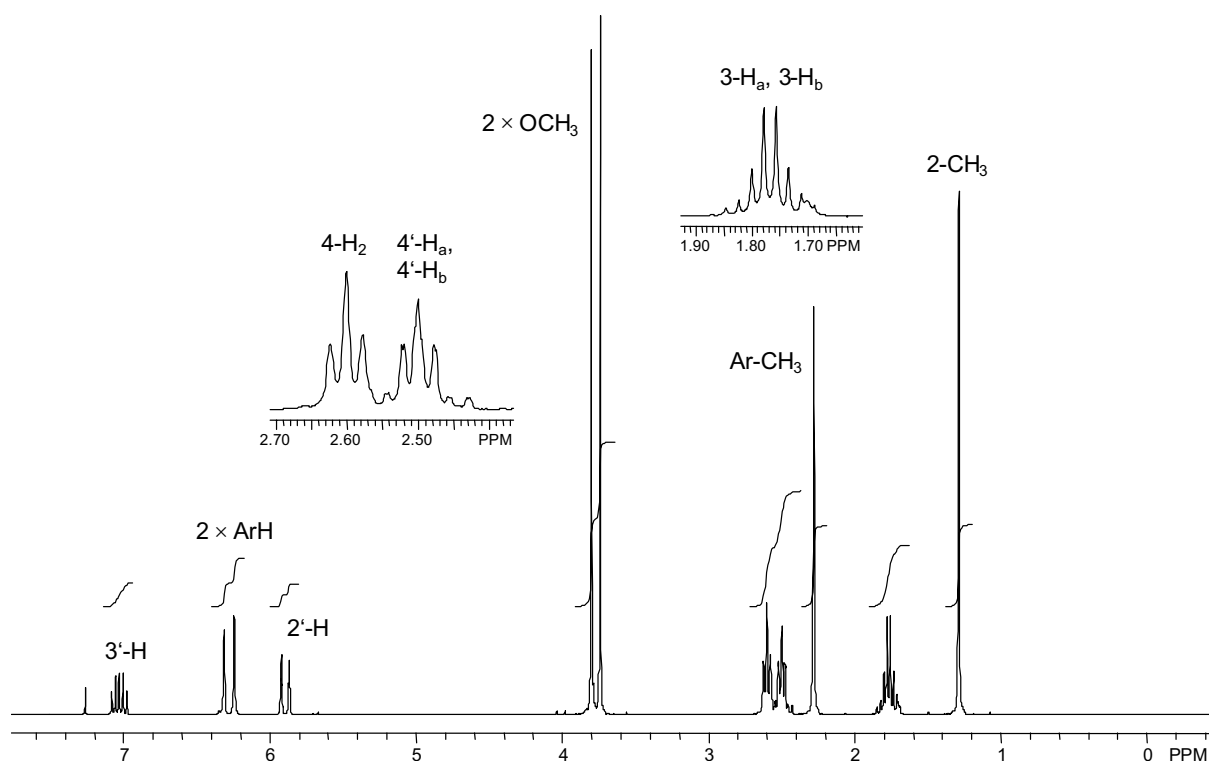 3-Hₐ, 3-H_b
2 × OCH₃
2-CH₃
1.90 1.80 1.70 PPM
4-H₂ 4‘-Hₐ,
4‘-H_b
Ar-CH₃
2.70 2.60 2.50 PPM
2 × ArH
3‘-H
2‘-H
7 6 5 4 3 2 1 0 PPM